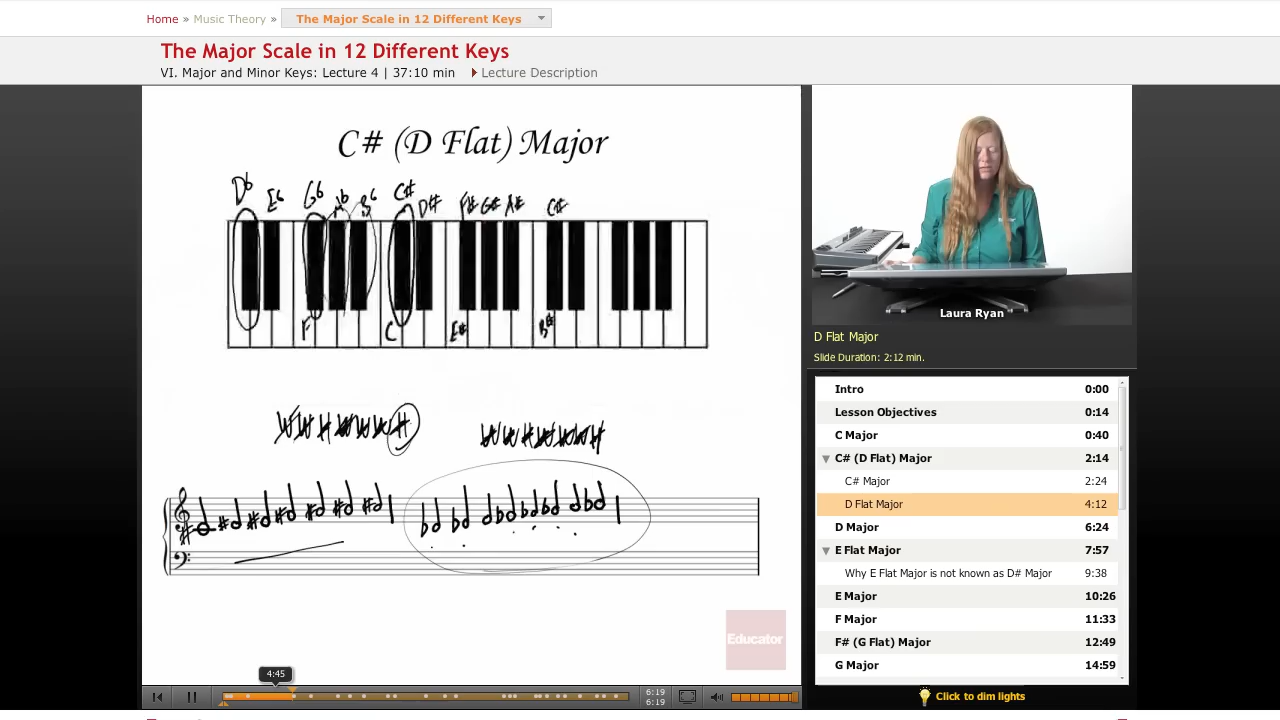 Home » Music Theory » The Major Scale in 12 Different Keys
The Major Scale in 12 Different Keys
VI. Major and Minor Keys: Lecture 4 | 37:10 min Lecture Description
C# (D Flat) Major
Db Eb Gb Ab Bb C# D# F# G# A# C#
F C E# B#
W W H W W W H
W W H W W W H
Educator
4:45
6:19
6:19
Laura Ryan
D Flat Major
Slide Duration: 2:12 min.
Intro 0:00
Lesson Objectives 0:14
C Major 0:40
C# (D Flat) Major 2:14
C# Major 2:24
D Flat Major 4:12
D Major 6:24
E Flat Major 7:57
Why E Flat Major is not known as D# Major 9:38
E Major 10:26
F Major 11:33
F# (G Flat) Major 12:49
G Major 14:59
Click to dim lights